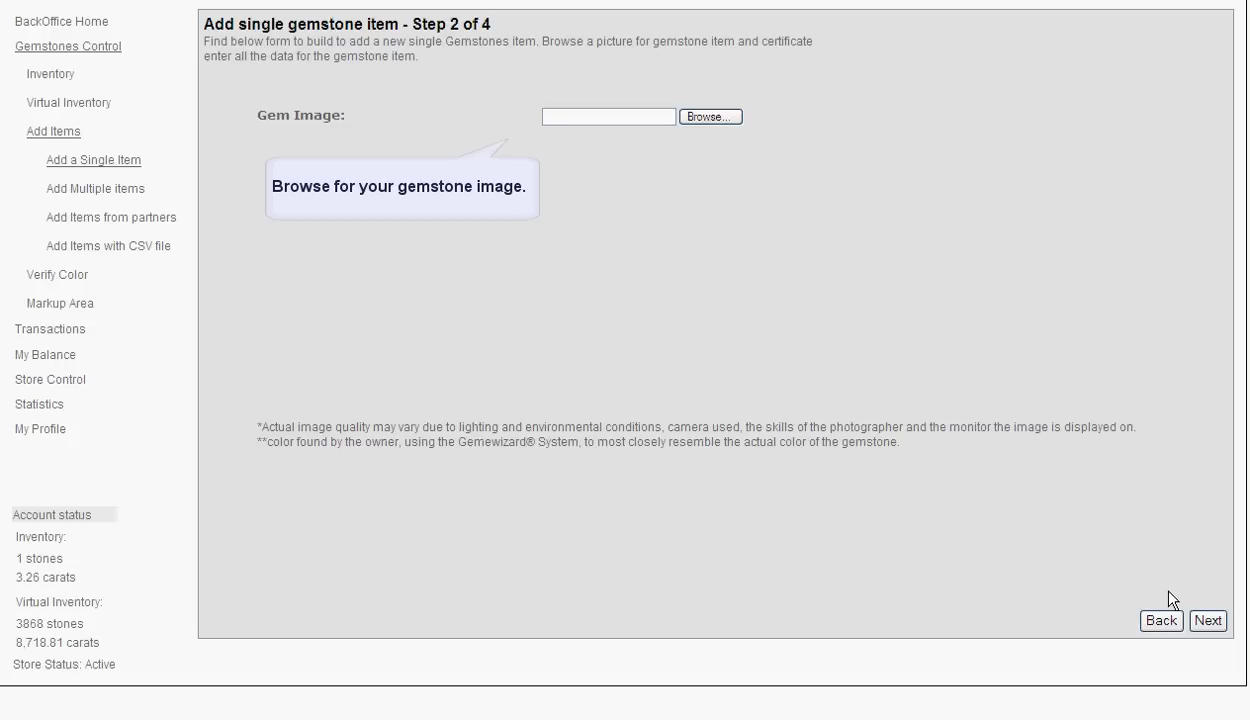 BackOffice Home
Gemstones Control
Inventory
Virtual Inventory
Add Items
Add a Single Item
Add Multiple items
Add Items from partners
Add Items with CSV file
Verify Color
Markup Area
Transactions
My Balance
Store Control
Statistics
My Profile
Account status
Inventory:
1 stones
3.26 carats
Virtual Inventory:
3868 stones
8,718.81 carats
Store Status: Active
Add single gemstone item - Step 2 of 4
Find below form to build to add a new single Gemstones item. Browse a picture for gemstone item and certificate
enter all the data for the gemstone item.
Gem Image:
Browse...
Browse for your gemstone image.
*Actual image quality may vary due to lighting and environmental conditions, camera used, the skills of the photographer and the monitor the image is displayed on.
**color found by the owner, using the Gemewizard® System, to most closely resemble the actual color of the gemstone.
Back Next